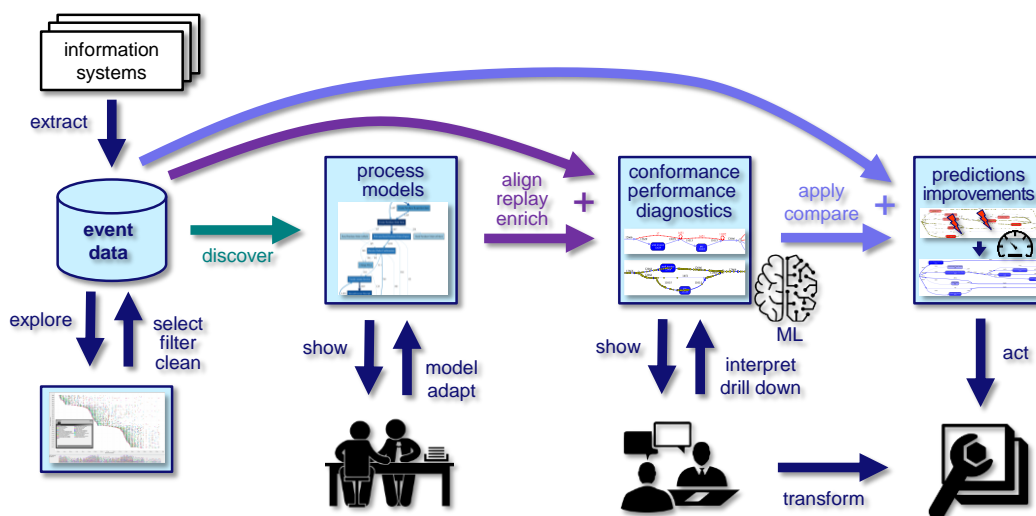 information
systems
extract
event
data
discover
explore
select
filter
clean
process
models
show
model
adapt
align
replay
enrich
+
conformance
performance
diagnostics
ML
show
interpret
drill down
apply
compare
+
predictions
improvements
act
transform